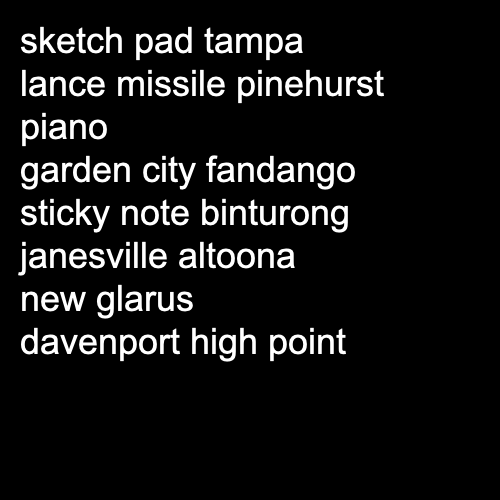 sketch pad tampa
lance missile pinehurst
piano
garden city fandango
sticky note binturong
janesville altoona
new glarus
davenport high point